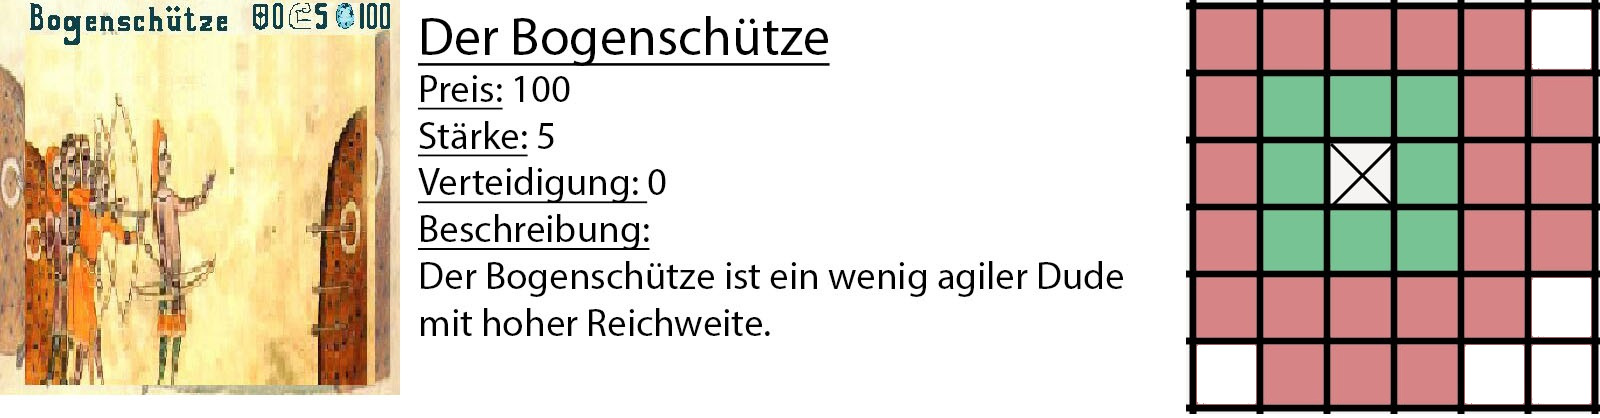 Bogenschütze 0 5 100
Der Bogenschütze
Preis: 100
Stärke: 5
Verteidigung: 0
Beschreibung:
Der Bogenschütze ist ein wenig agiler Dude
mit hoher Reichweite.